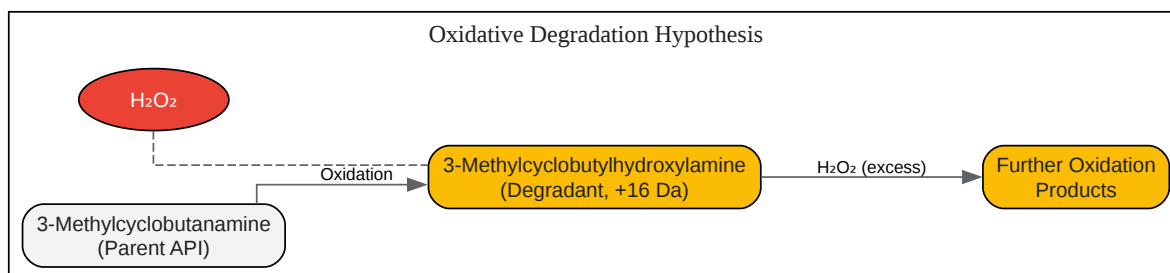 Oxidative Degradation Hypothesis
H₂O₂
Oxidation
3-Methylcyclobutanamine
(Parent API)
3-Methylcyclobutylhydroxylamine
(Degradant, +16 Da)
H₂O₂ (excess)
Further Oxidation
Products